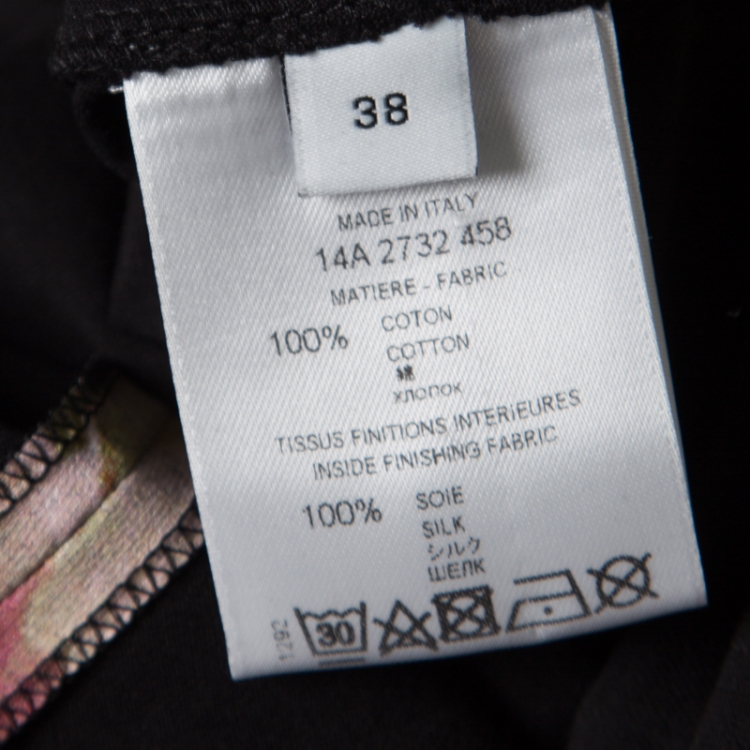 38
MADE IN ITALY
14A 2732 458
MATIERE - FABRIC
100% COTON
COTTON
綿
хлопок
TISSUS FINITIONS INTERIEURES
INSIDE FINISHING FABRIC
100% SOIE
SILK
シルク
ШЕЛК
1292
30